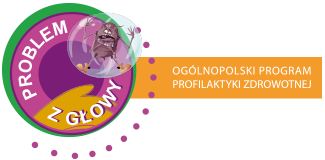 PROBLEM
Z GŁOWY
OGÓLNOPOLSKI PROGRAM
PROFILAKTYKI ZDROWOTNEJ